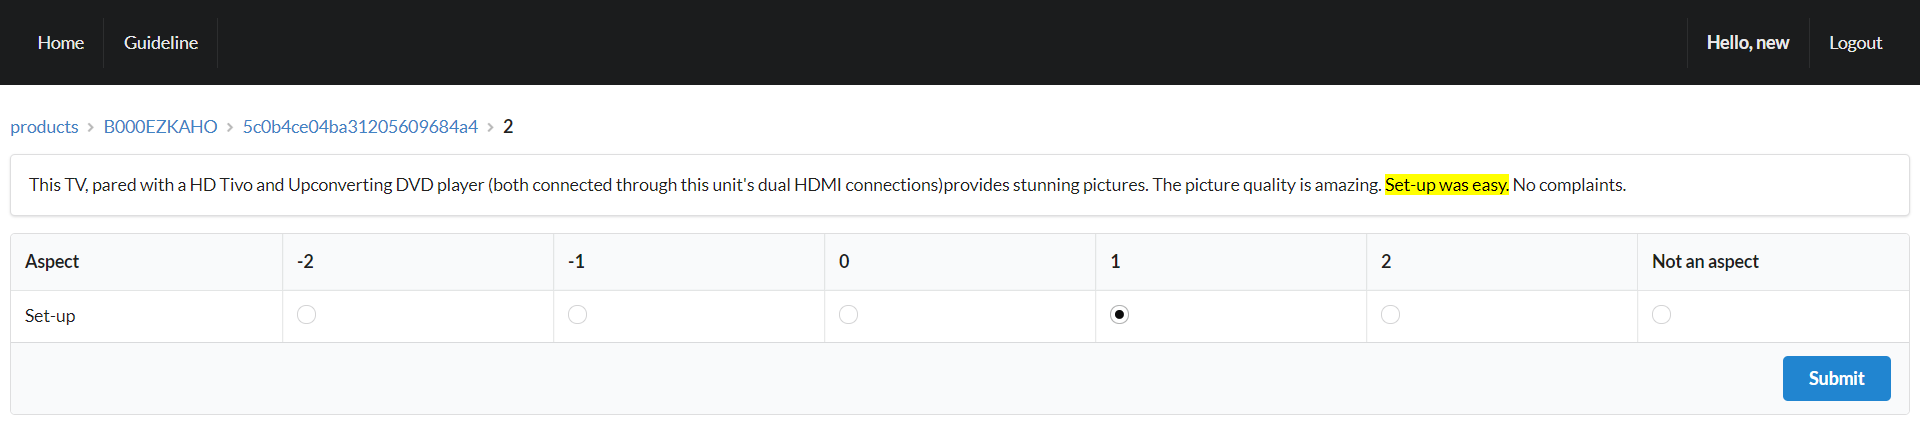 Home Guideline Hello, new Logout
products > B000EZKAHO > 5c0b4ce04ba31205609684a4 > 2
This TV, pared with a HD Tivo and Upconverting DVD player (both connected through this unit's dual HDMI connections)provides stunning pictures. The picture quality is amazing. Set-up was easy. No complaints.
Aspect -2 -1 0 1 2 Not an aspect
Set-up
Submit